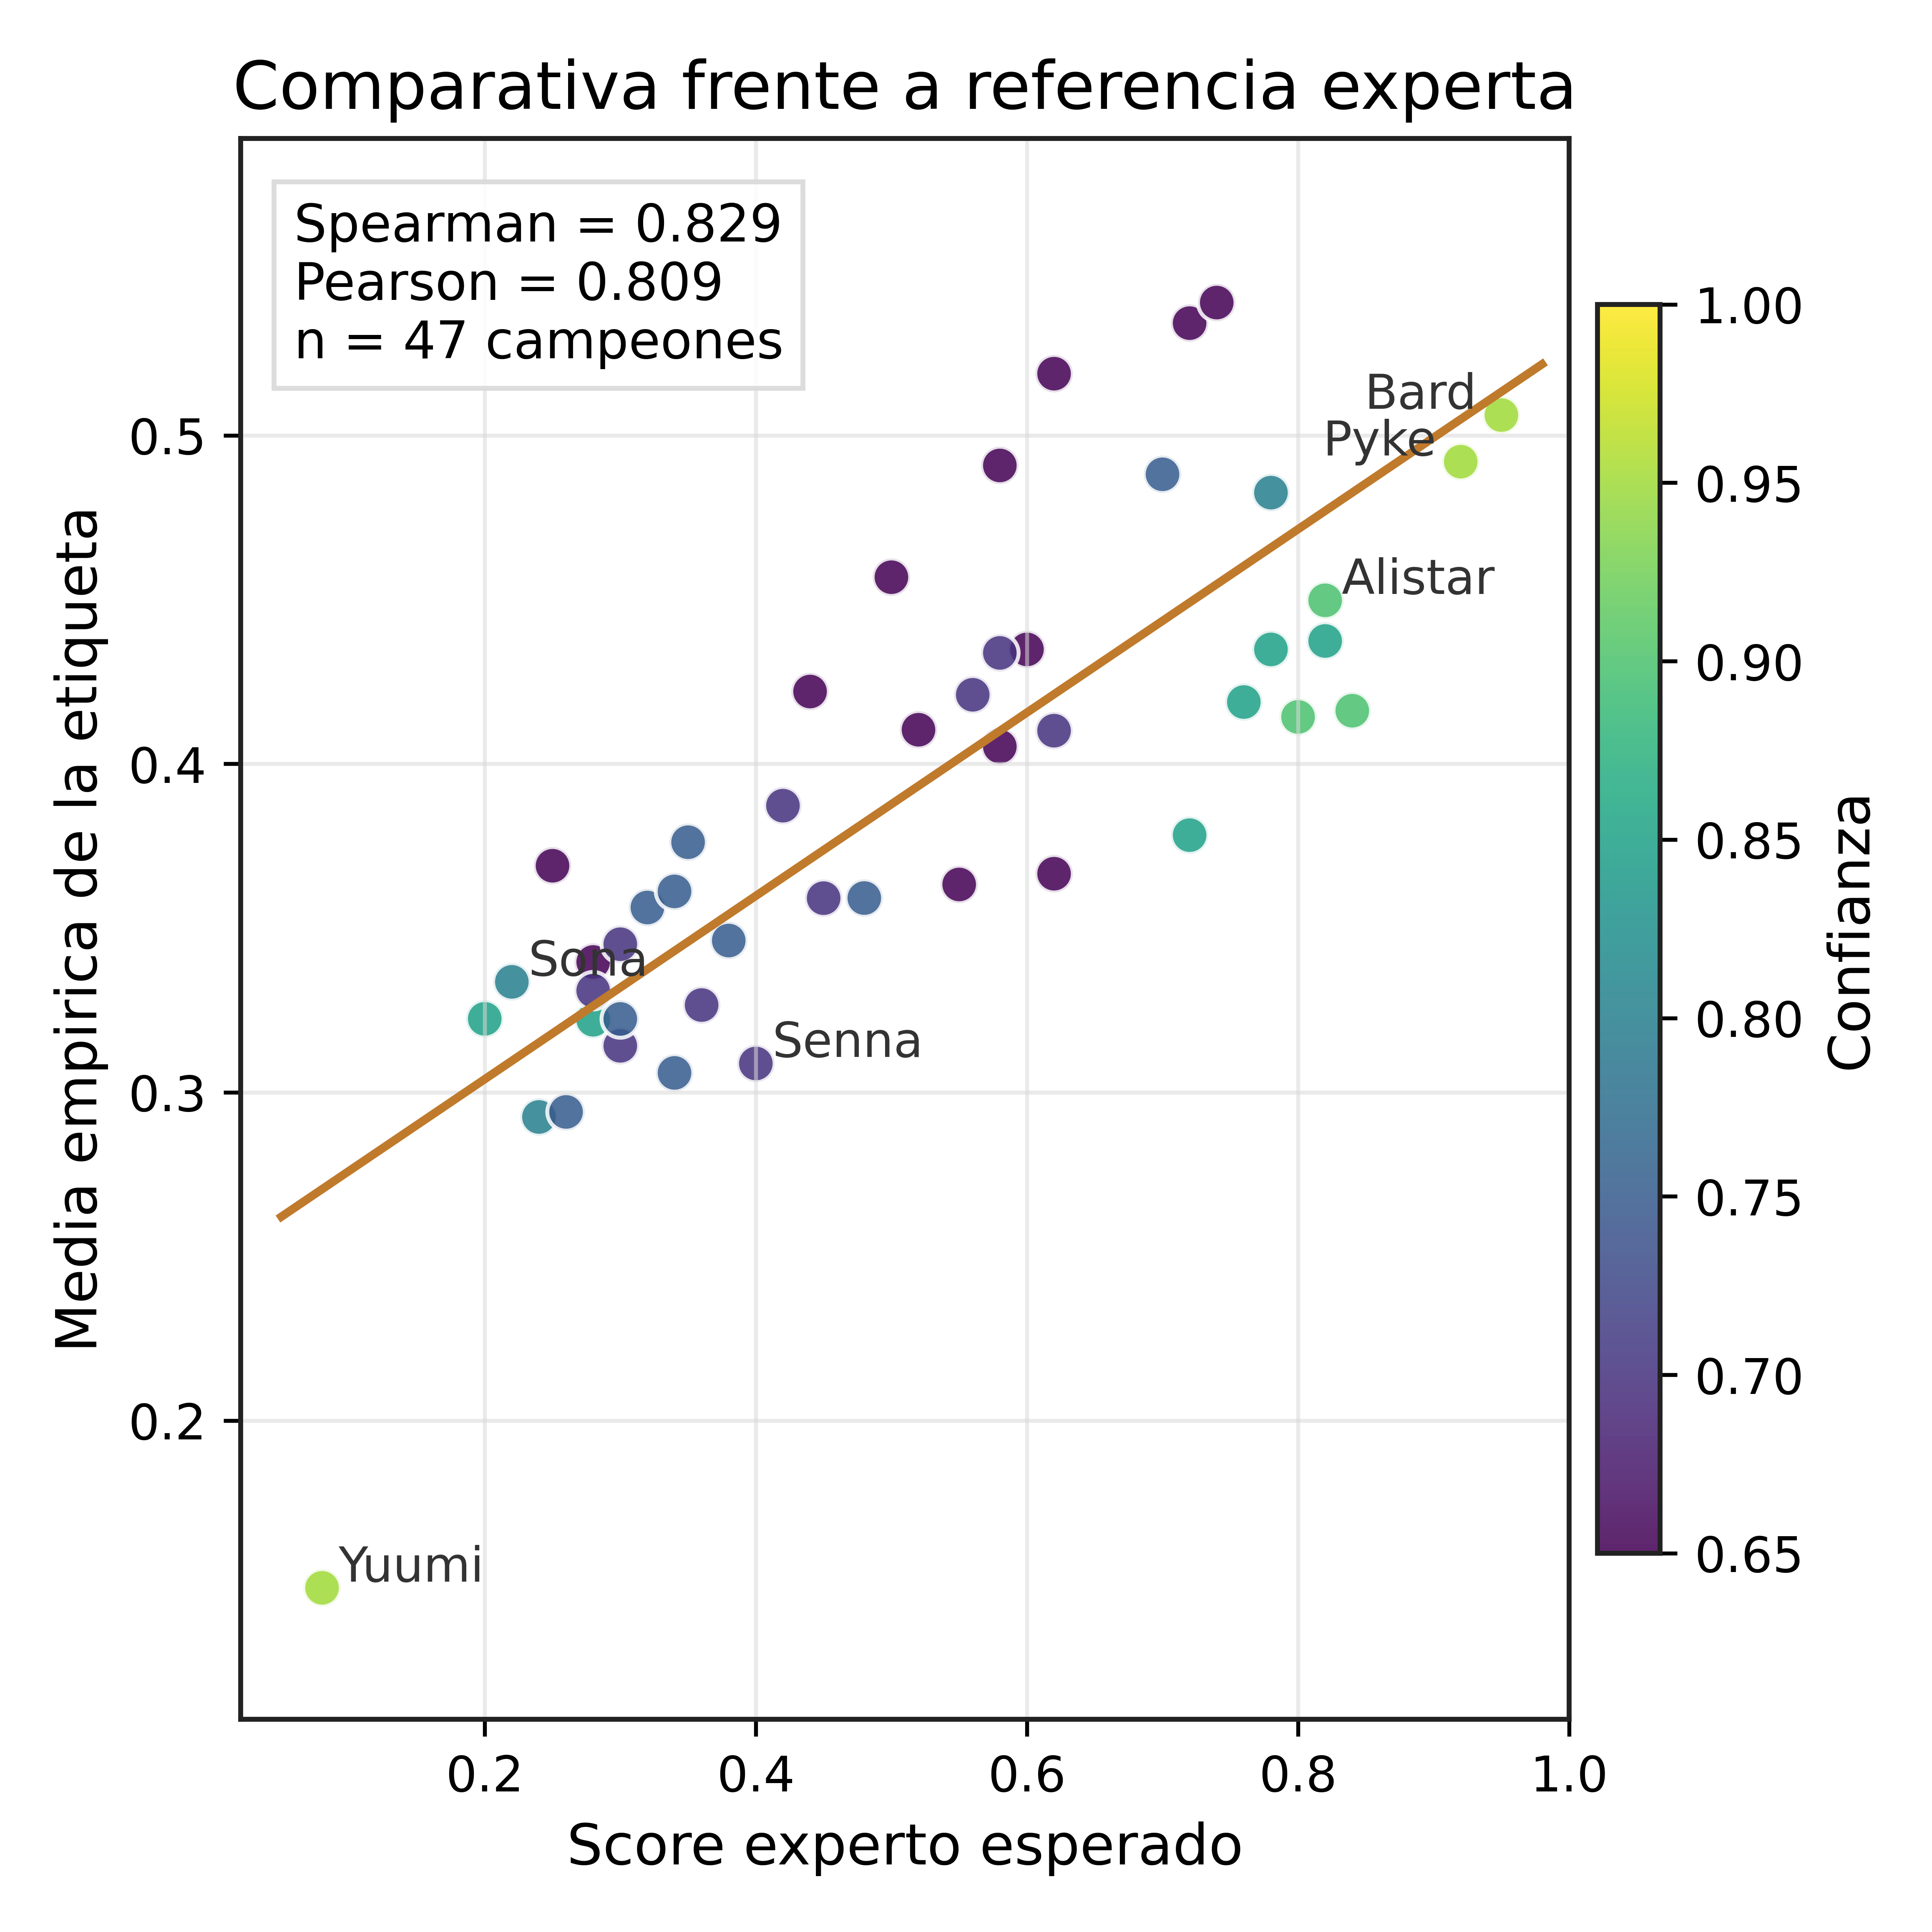 Comparativa frente a referencia experta
Spearman = 0.829
Pearson = 0.809
n = 47 campeones
Media empirica de la etiqueta
0.5
0.4
0.3
0.2
Bard
Pyke
Alistar
Sona
Senna
Yuumi
0.2 0.4 0.6 0.8 1.0
Score experto esperado
1.00
0.95
0.90
0.85
0.80
0.75
0.70
0.65
Confianza